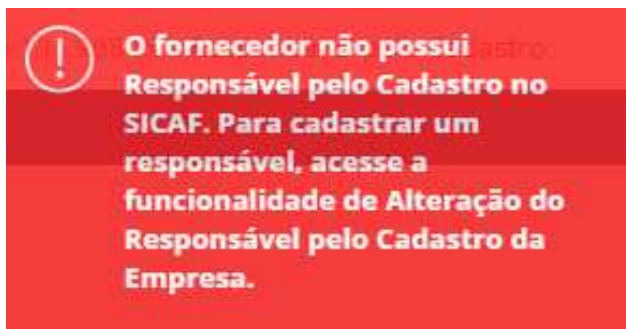 O fornecedor não possui
Responsável pelo Cadastro no
SICAF. Para cadastrar um
responsável, acesse a
funcionalidade de Alteração do
Responsável pelo Cadastro da
Empresa.